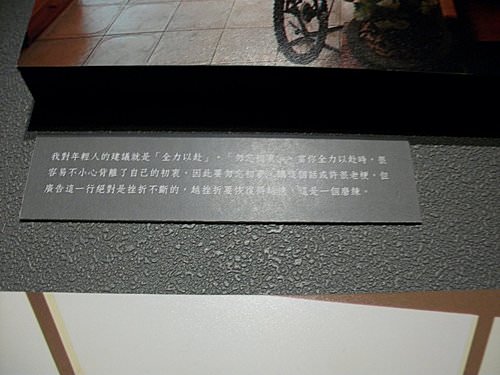 我對年輕人的建議就是「全力以赴」,「勿忘初衷」。當你全力以赴時,很
容易不小心背離了自己的初衷,因此要勿忘初衷。講這個話或許很老梗,但
廣告這一行絕對是挫折不斷的,越挫折要恢復得越快,這是一個磨練。